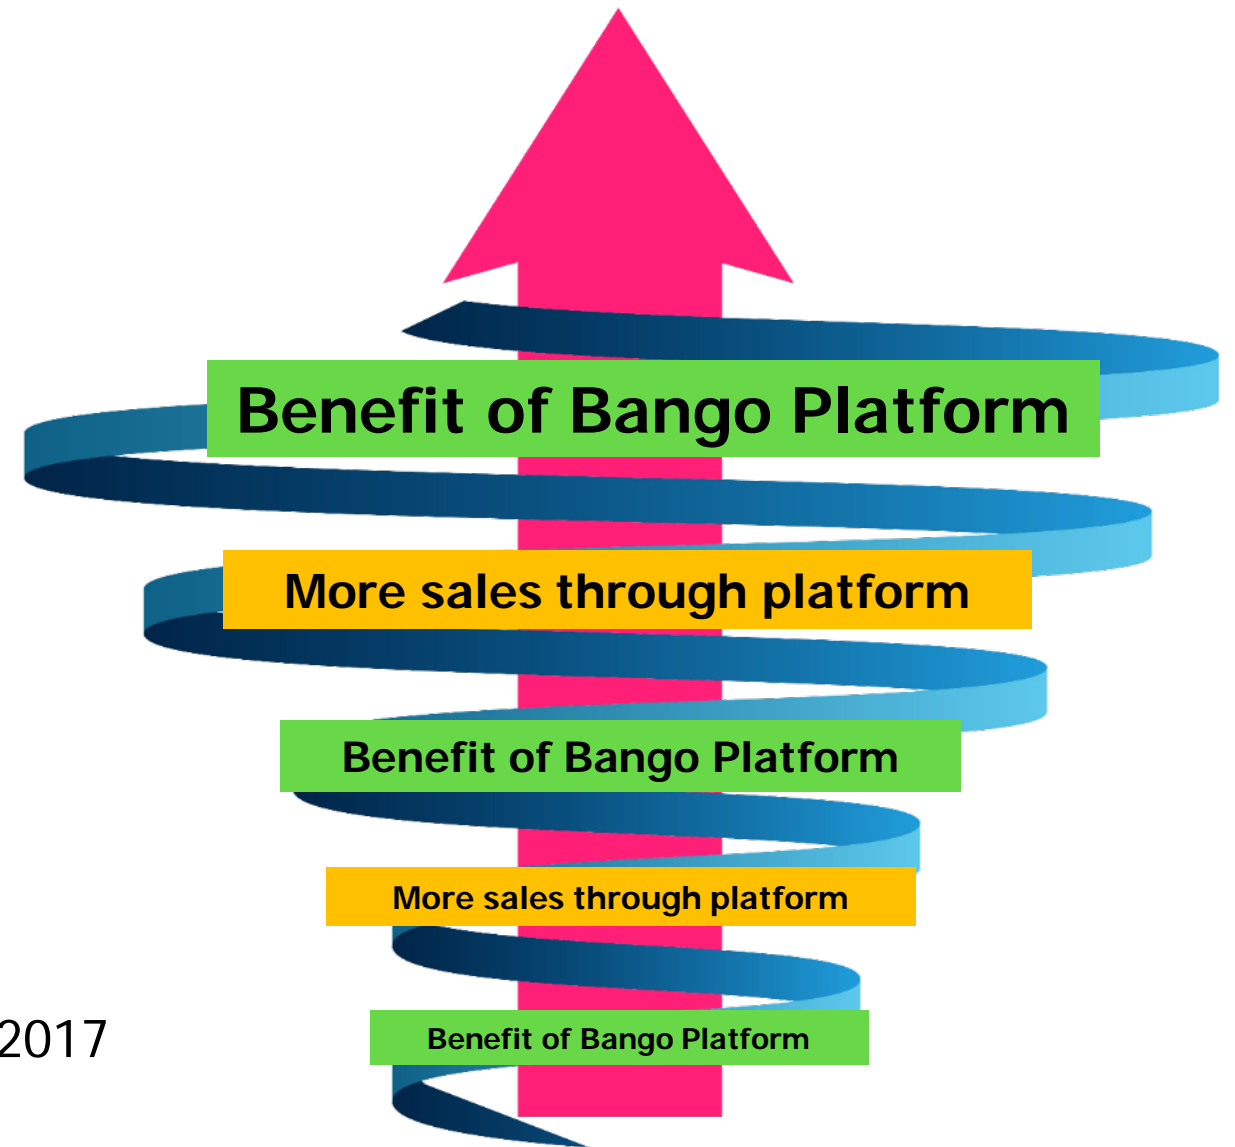 Benefit of Bango Platform
More sales through platform
Benefit of Bango Platform
More sales through platform
2017
Benefit of Bango Platform